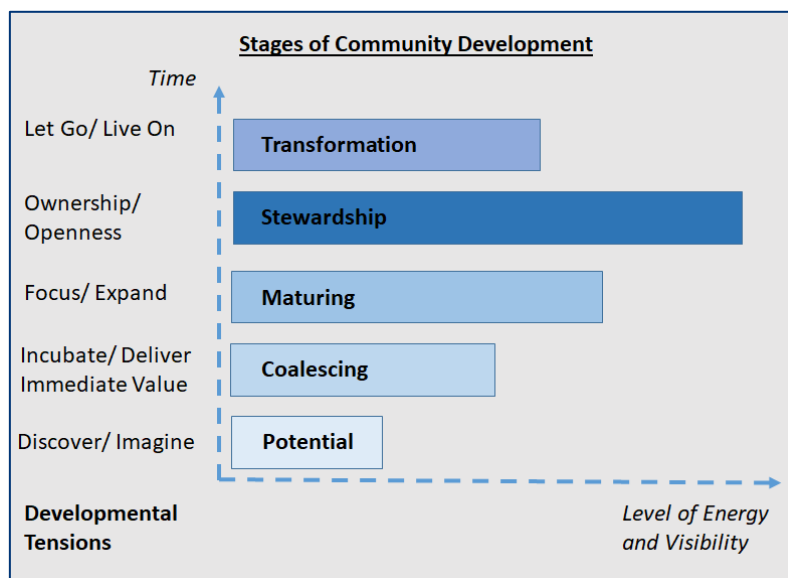 Stages of Community Development
Time
Let Go/ Live On
Transformation
Ownership/
Openness
Stewardship
Focus/ Expand
Maturing
Incubate/ Deliver
Immediate Value
Coalescing
Discover/ Imagine
Potential
Developmental
Tensions
Level of Energy
and Visibility